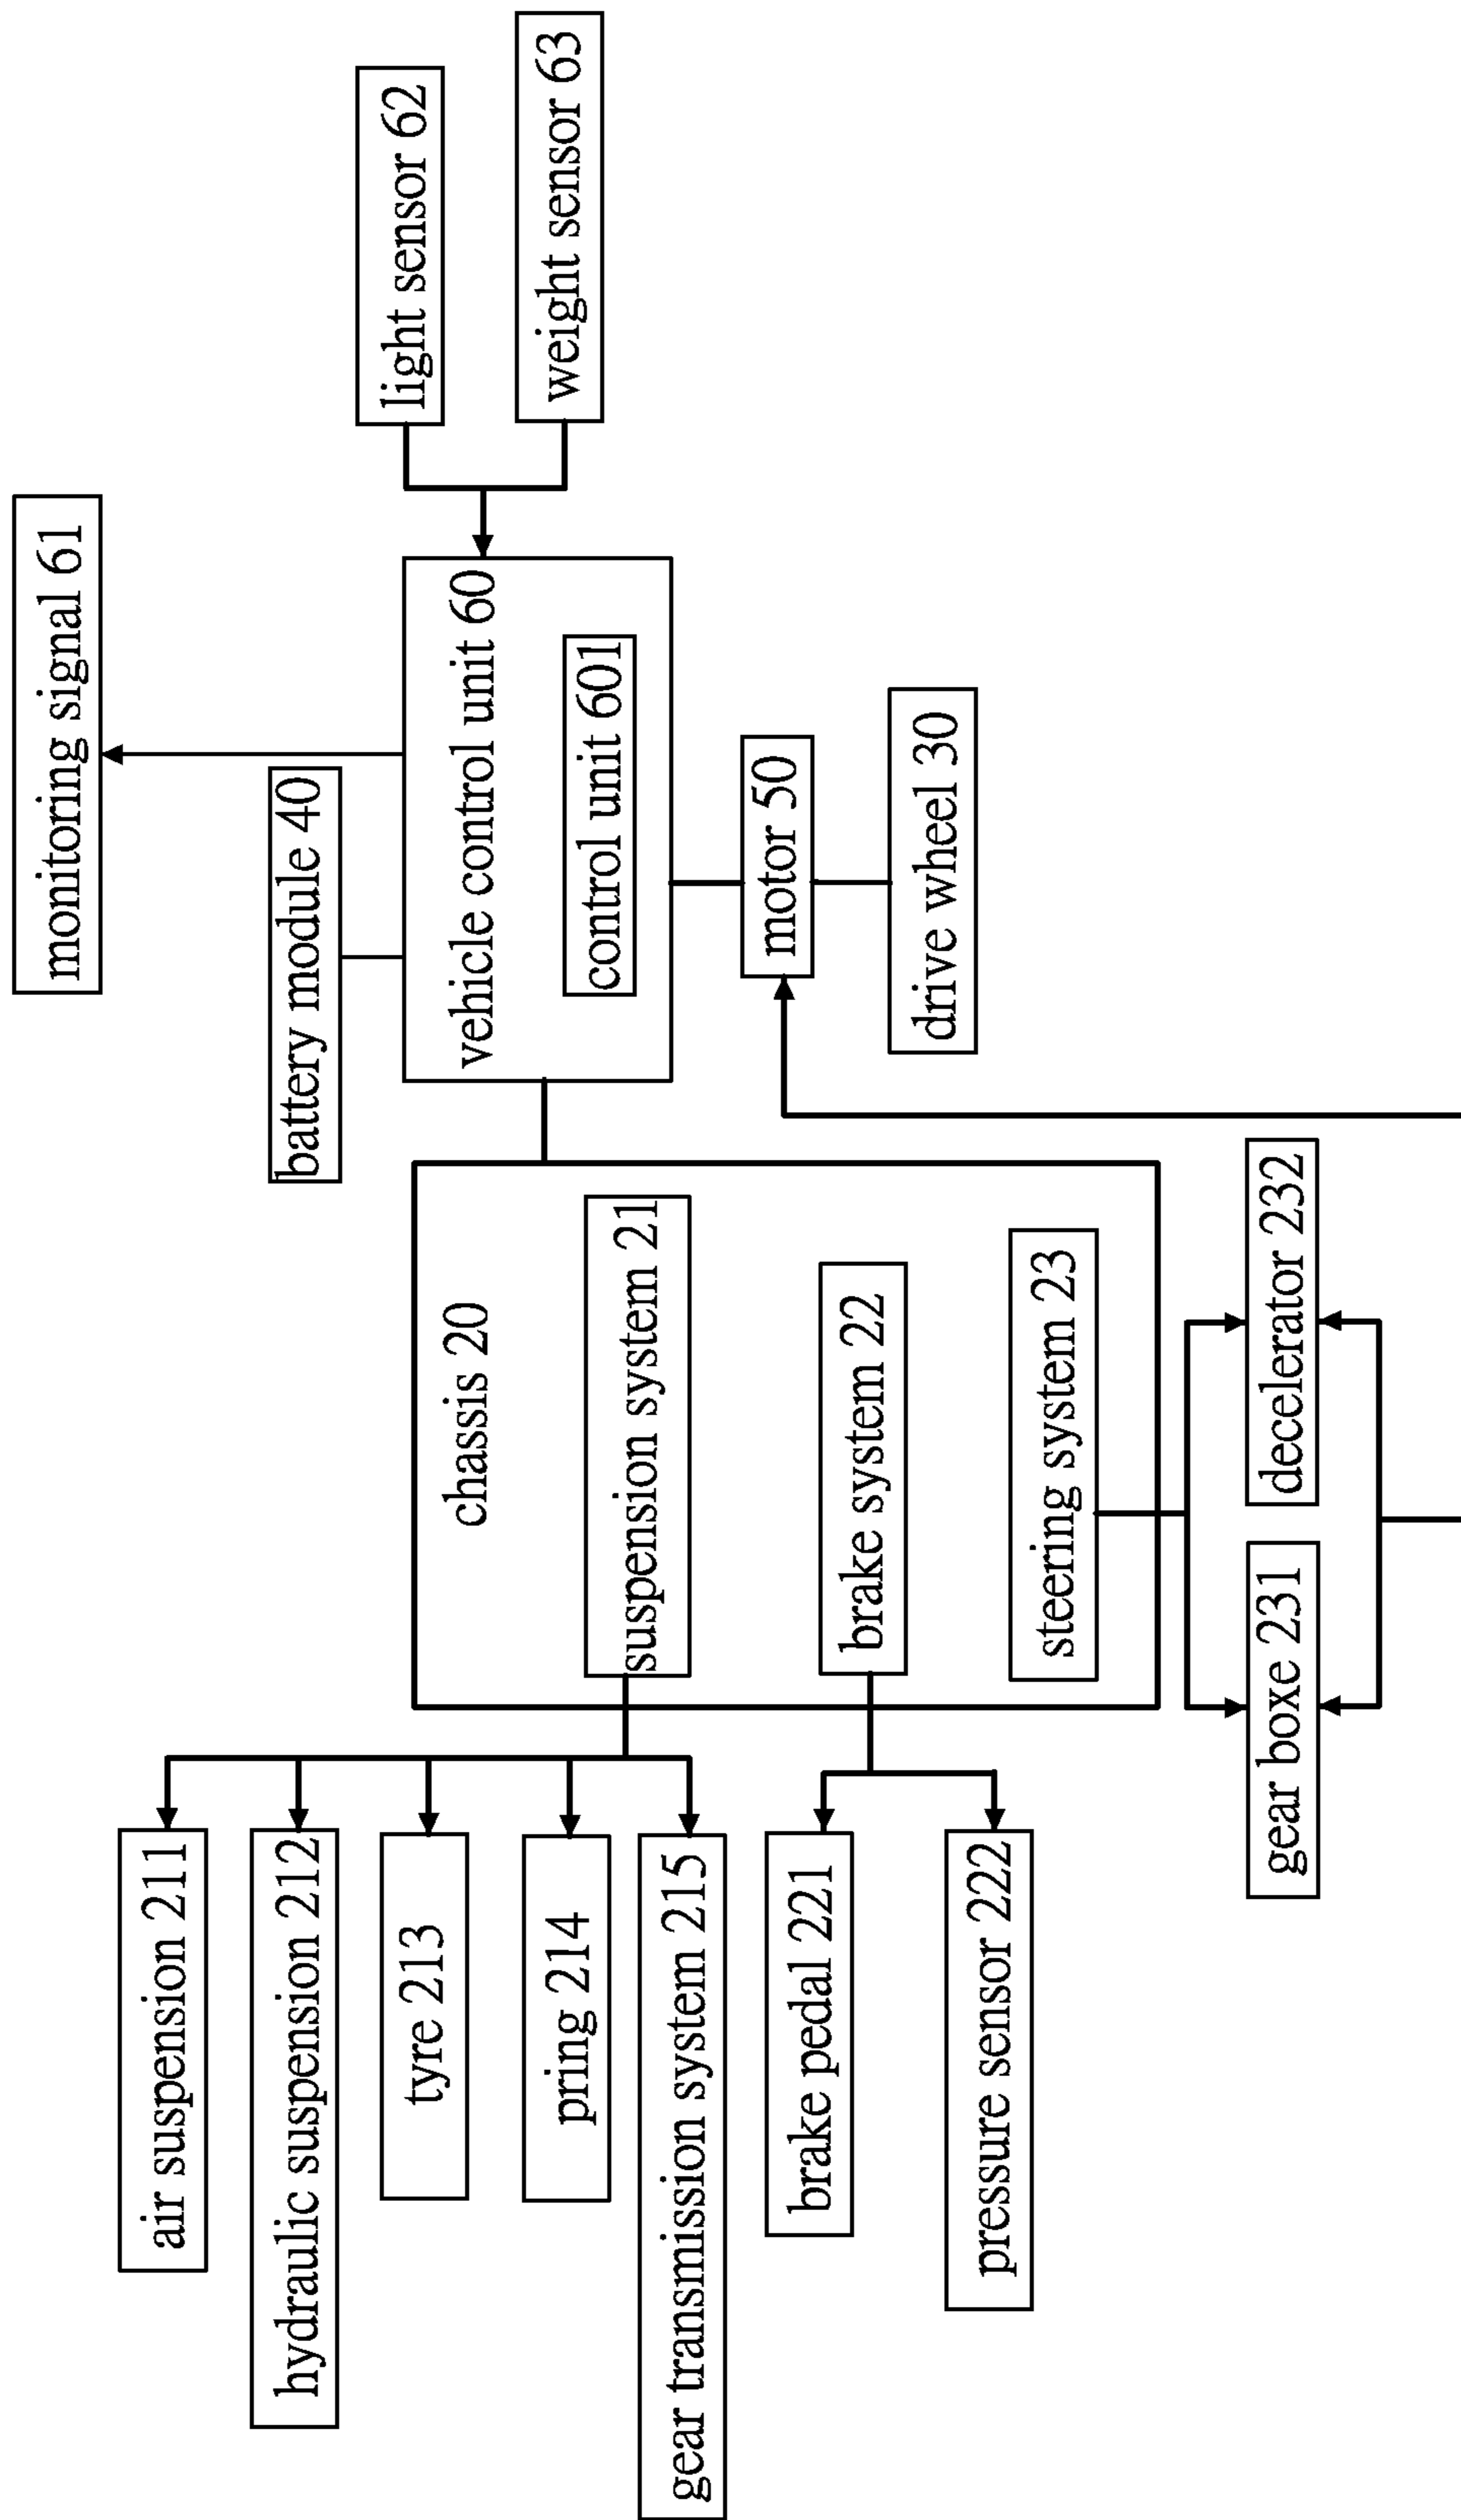 monitoring signal 61
battery module 40
light sensor 62
vehicle control unit 60
weight sensor 63
control unit 601
motor 50
drive wheel 30
chassis 20
suspension system 21
brake system 22
steering system 23
air suspension 211
hydraulic suspension 212
tyre 213
pring 214
gear transmission system 215
brake pedal 221
pressure sensor 222
gear box 231
decelerator 232